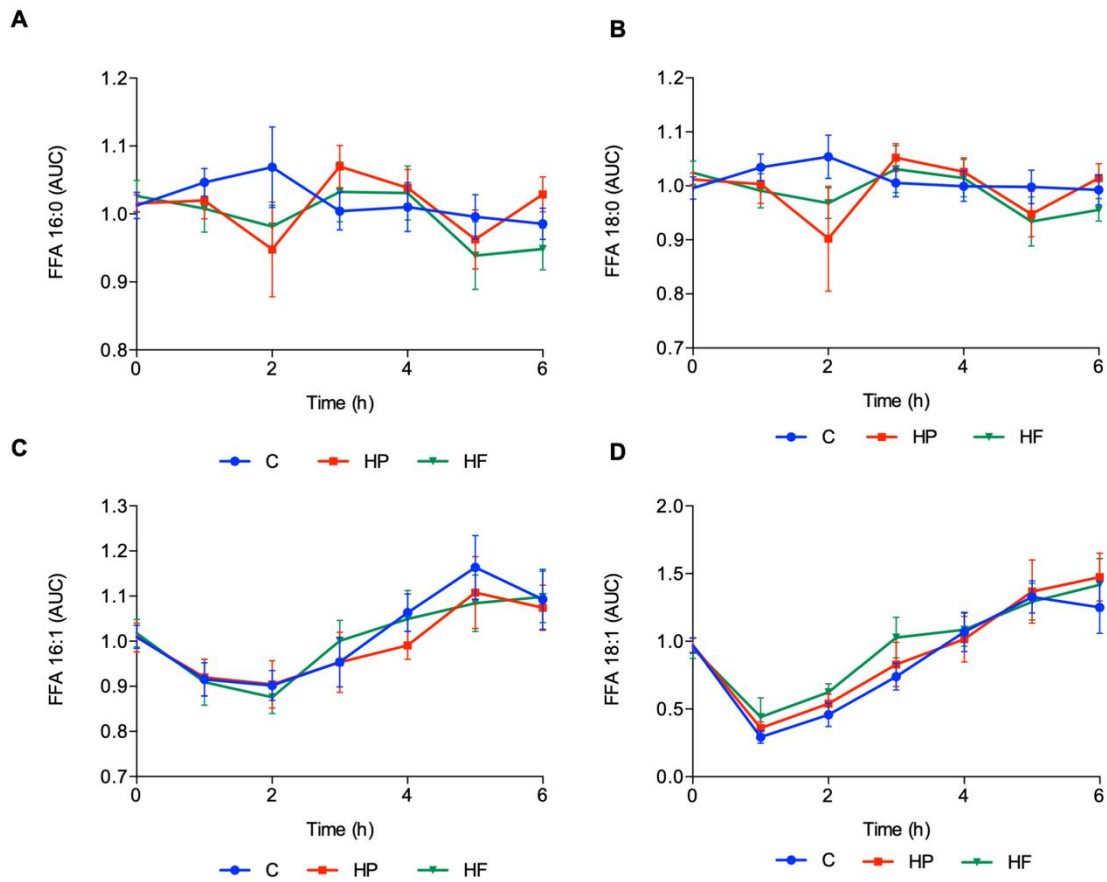 A
FFA 16:0 (AUC)
1.2
1.1
1.0
0.9
0.8
0 2 4 6
Time (h)
C HP HF
B
FFA 18:0 (AUC)
1.2
1.1
1.0
0.9
0.8
0.7
0 2 4 6
Time (h)
C HP HF
C
FFA 16:1 (AUC)
1.3
1.2
1.1
1.0
0.9
0.8
0.7
0 2 4 6
Time (h)
C HP HF
D
FFA 18:1 (AUC)
2.0
1.5
1.0
0.5
0.0
0 2 4 6
Time (h)
C HP HF